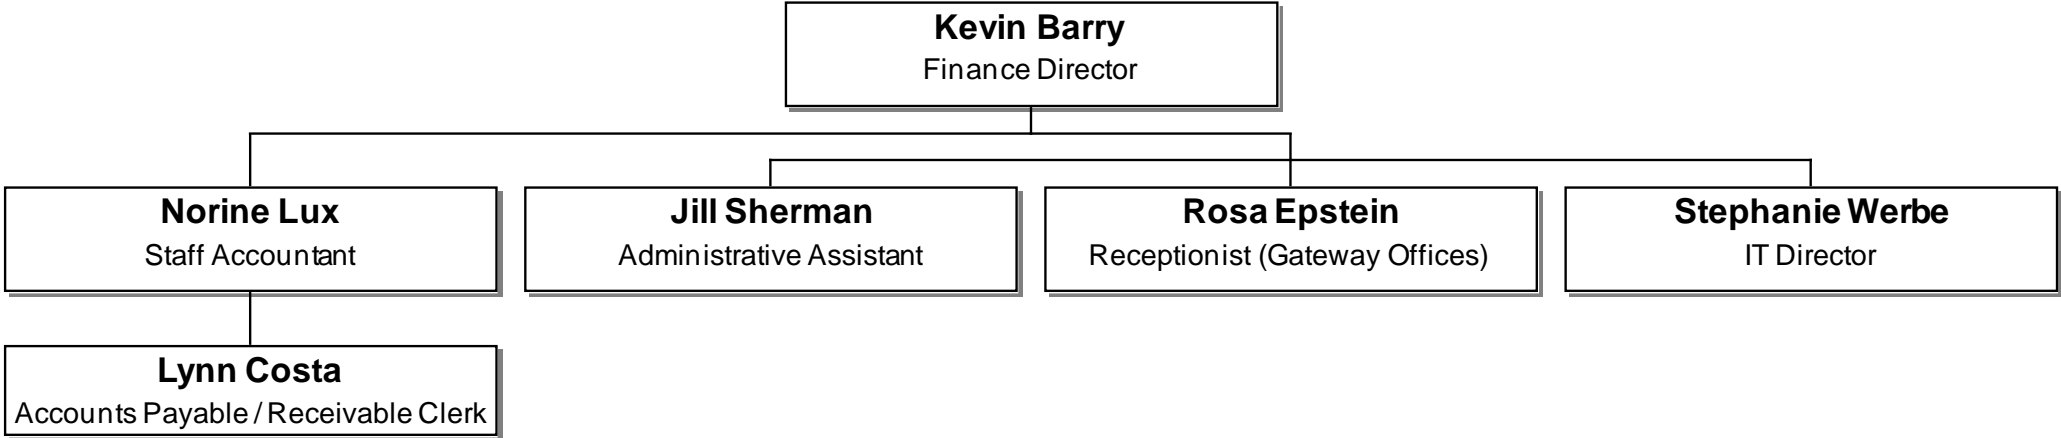 Kevin Barry
Finance Director
Norine Lux
Staff Accountant
Jill Sherman
Administrative Assistant
Rosa Epstein
Receptionist (Gateway Offices)
Stephanie Werbe
IT Director
Lynn Costa
Accounts Payable / Receivable Clerk